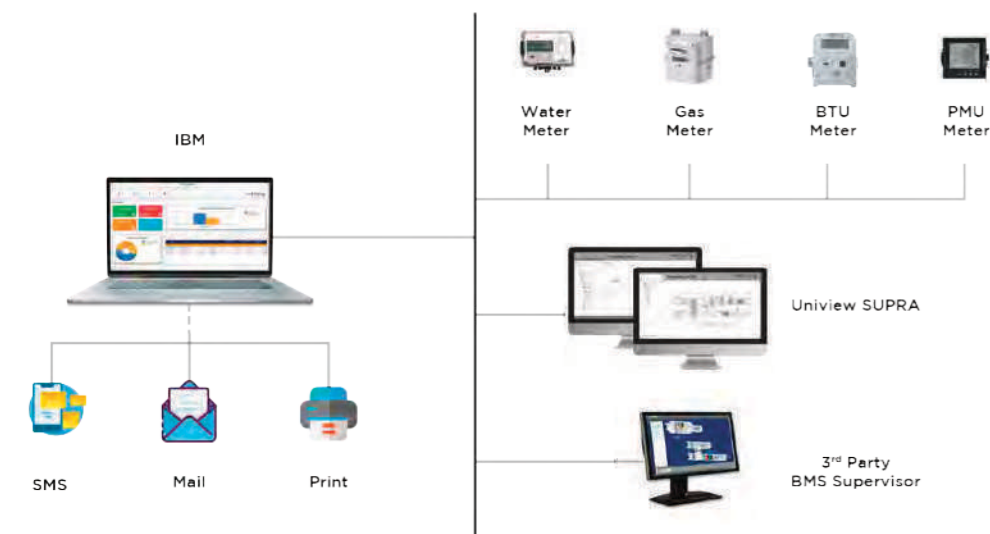 Water
Meter
Gas
Meter
BTU
Meter
PMU
Meter
IBM
Uniview SUPRA
SMS
Mail
Print
3rd Party
BMS Supervisor